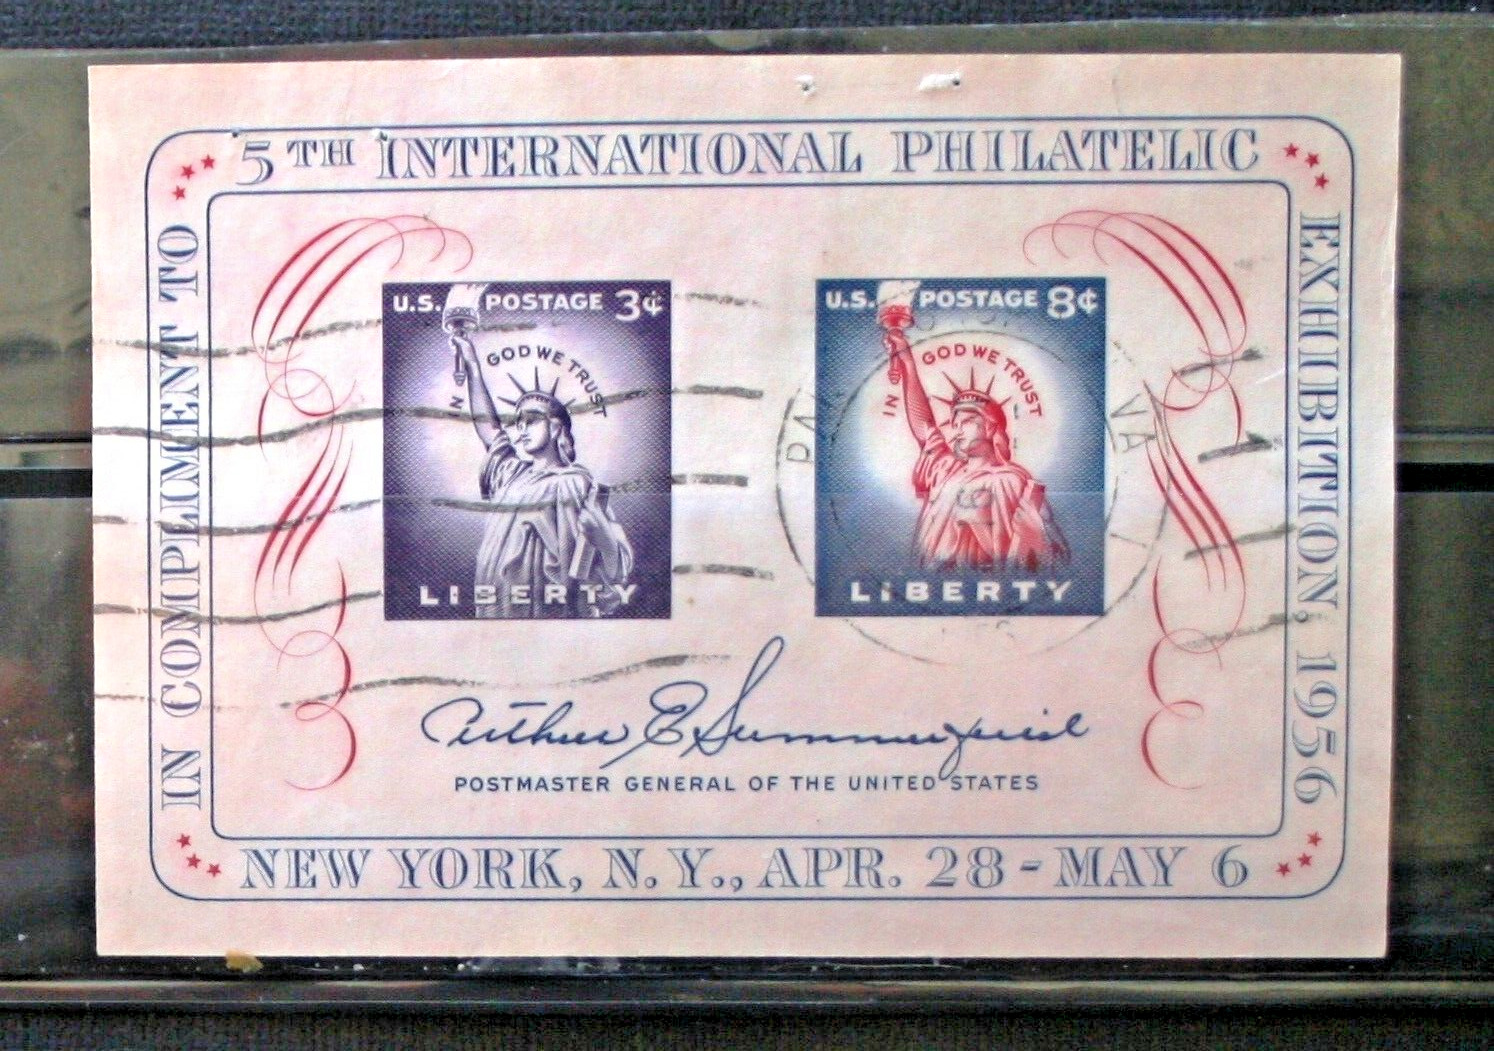 IN COMPLIMENT TO
5TH INTERNATIONAL PHILATELIC
EXHIBITION, 1956
NEW YORK, N.Y., APR. 28 - MAY 6
U.S. POSTAGE 3¢
IN GOD WE TRUST
LIBERTY
U.S. POSTAGE 8¢
IN GOD WE TRUST
LIBERTY
VA
Arthur E. Summerfield
POSTMASTER GENERAL OF THE UNITED STATES